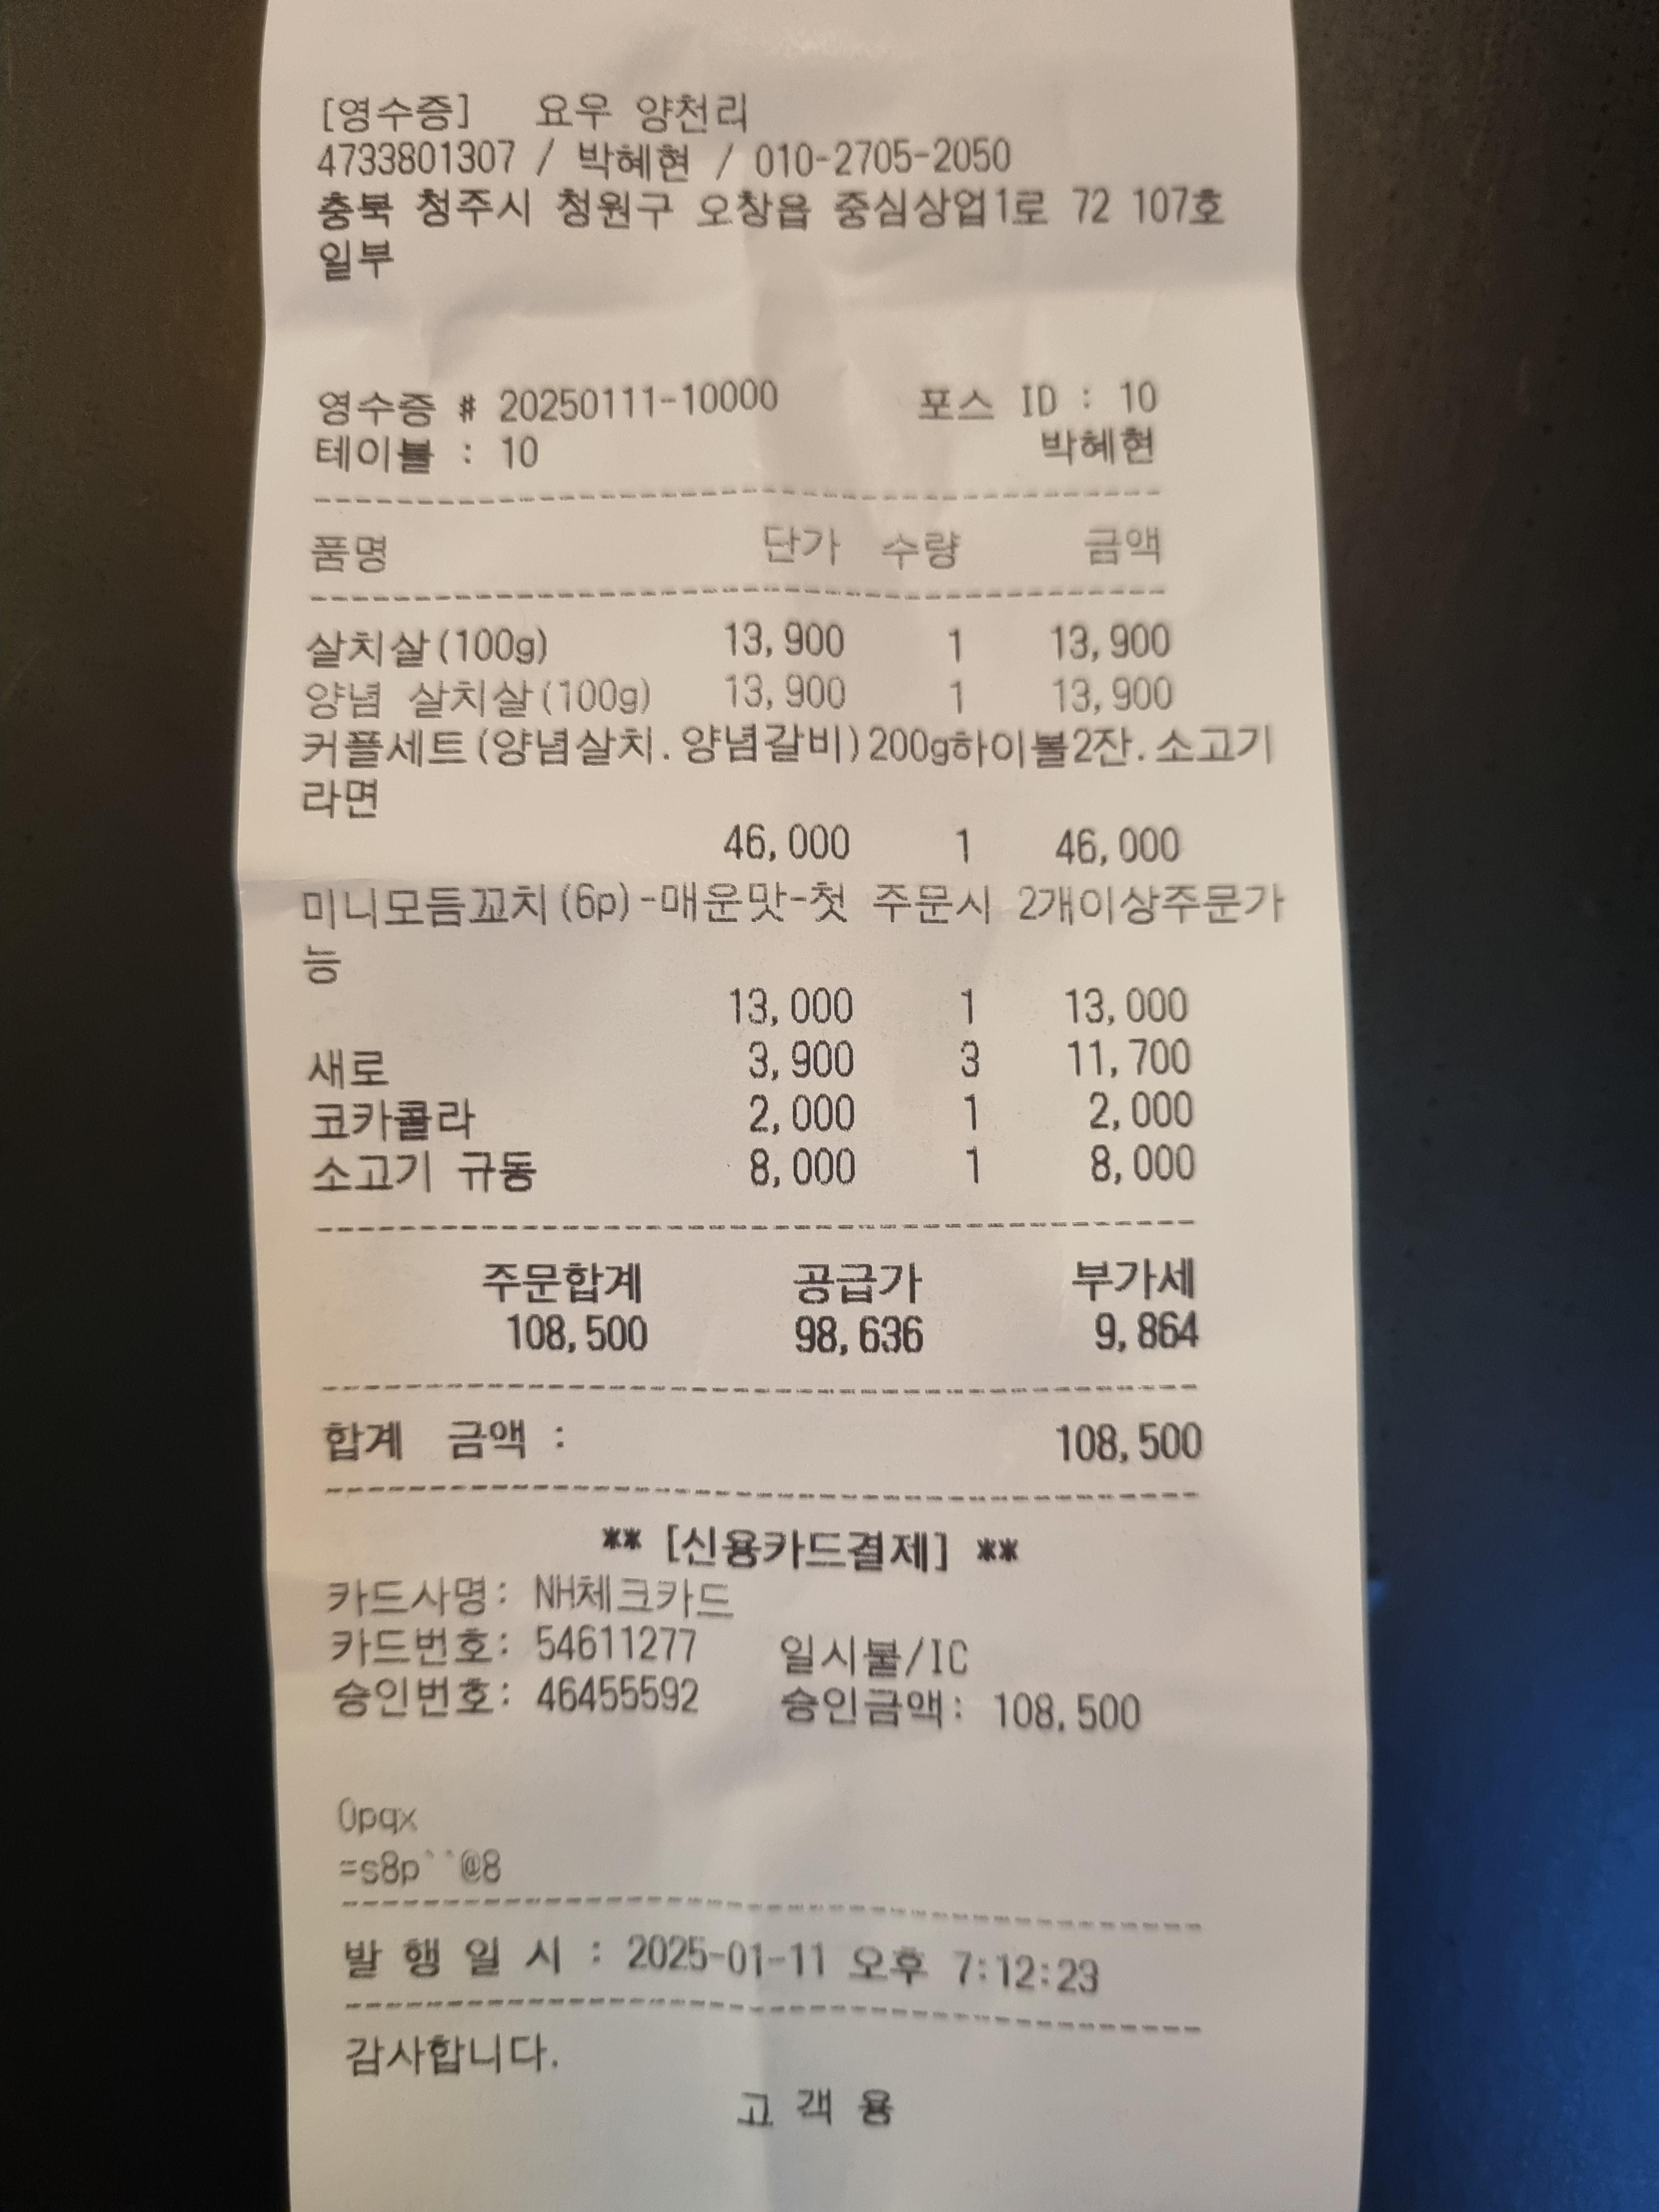 [영수증] 요우 양천리
4733801307 / 박혜현 / 010-2705-2050
충북 청주시 청원구 오창읍 중심상업1로 72 107호
일부
영수증 # 20250111-10000 포스 ID : 10
테이블 : 10 박혜현
품명 단가 수량 금액
살치살(100g) 13,900 1 13,900
양념 살치살(100g) 13,900 1 13,900
커플세트(양념살치.양념갈비)200g하이볼2잔.소고기
라면
46,000 1 46,000
미니모듬꼬치(6p)-매운맛-첫 주문시 2개이상주문가
능
13,000 1 13,000
새로 3,900 3 11,700
코카콜라 2,000 1 2,000
소고기 규동 8,000 1 8,000
주문합계 공급가 부가세
108,500 98,636 9,864
합계 금액 : 108,500
** [신용카드결제] **
카드사명: NH체크카드
카드번호: 54611277 일시불/IC
승인번호: 46455592 승인금액: 108,500
0pqx
=s8p``@8
발 행 일 시 : 2025-01-11 오후 7:12:23
감사합니다.
고 객 용